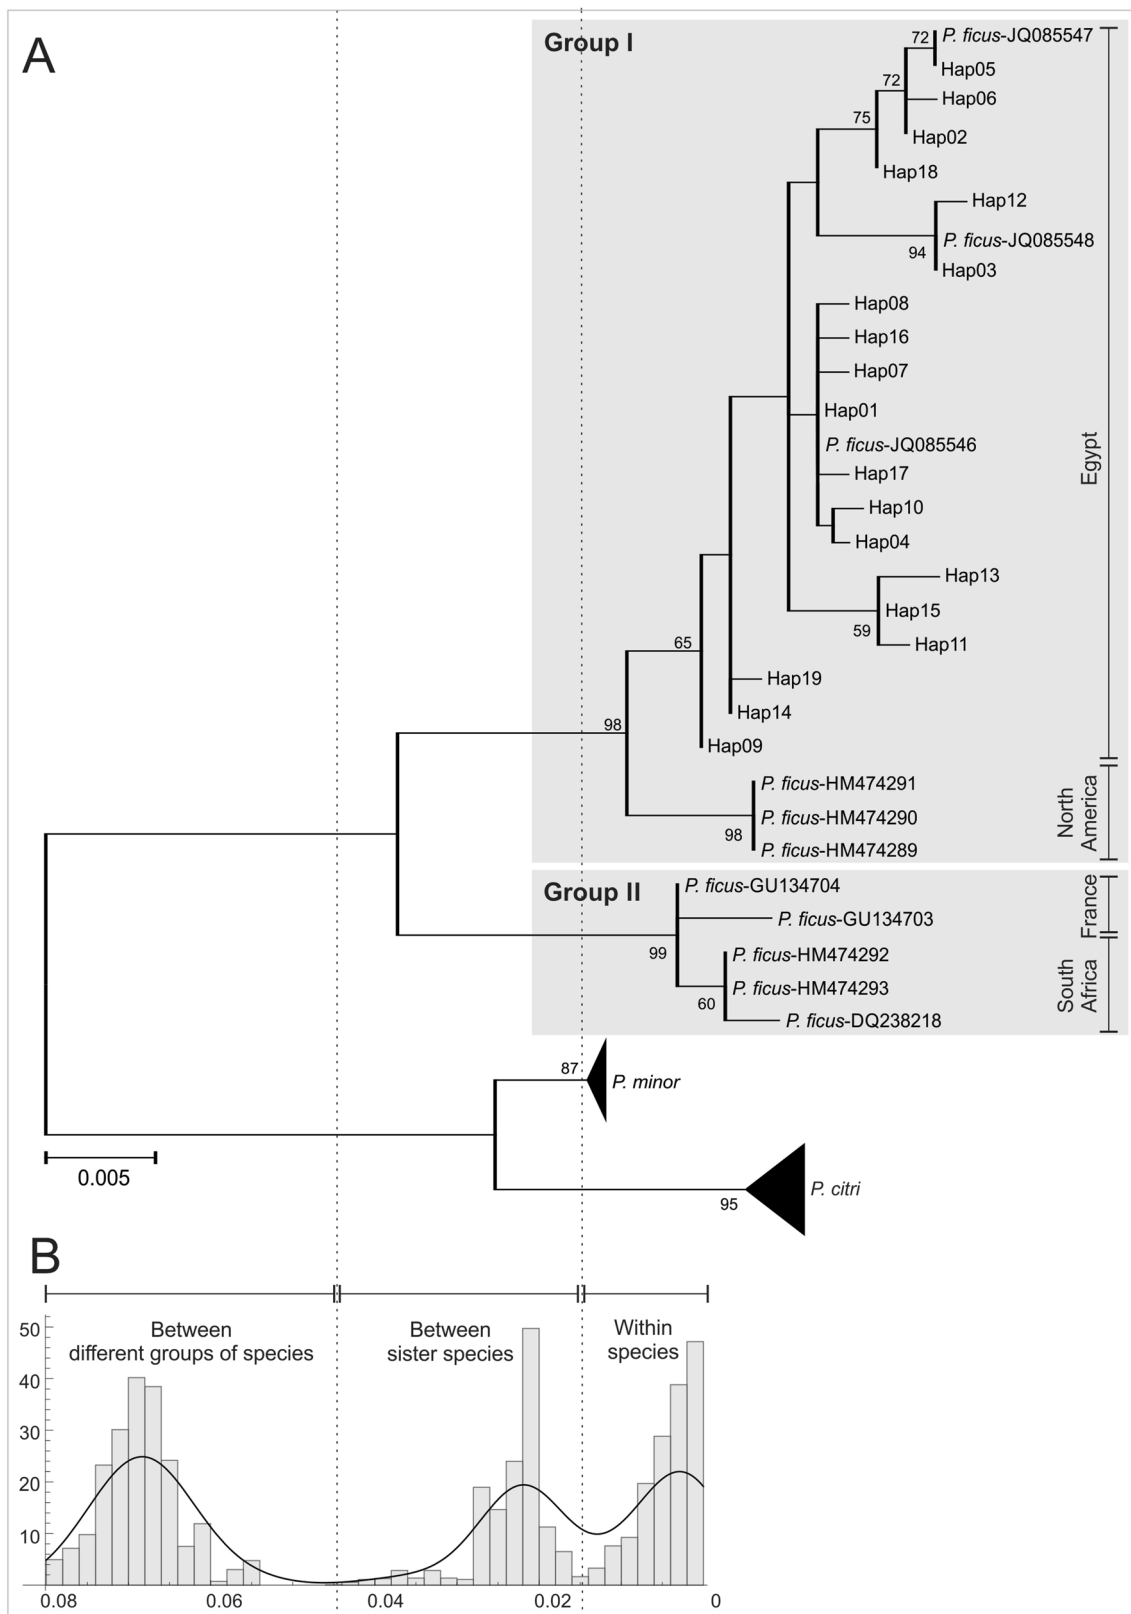 A
Group I
72
P. ficus-JQ085547
Hap05
72
Hap06
75
Hap02
Hap18
Hap12
P. ficus-JQ085548
94
Hap03
Hap08
Hap16
Hap07
Hap01
P. ficus-JQ085546
Hap17
Hap10
Hap04
Hap13
Hap15
59
Hap11
65
Hap19
Hap14
98
Hap09
Egypt
P. ficus-HM474291
P. ficus-HM474290
98
P. ficus-HM474289
North
America
Group II
P. ficus-GU134704
P. ficus-GU134703
99
P. ficus-HM474292
P. ficus-HM474293
60
P. ficus-DQ238218
France
South
Africa
87
P. minor
0.005
95
P. citri
B
Between
different groups of species
Between
sister species
Within
species
50
40
30
20
10
0.08
0.06
0.04
0.02
0